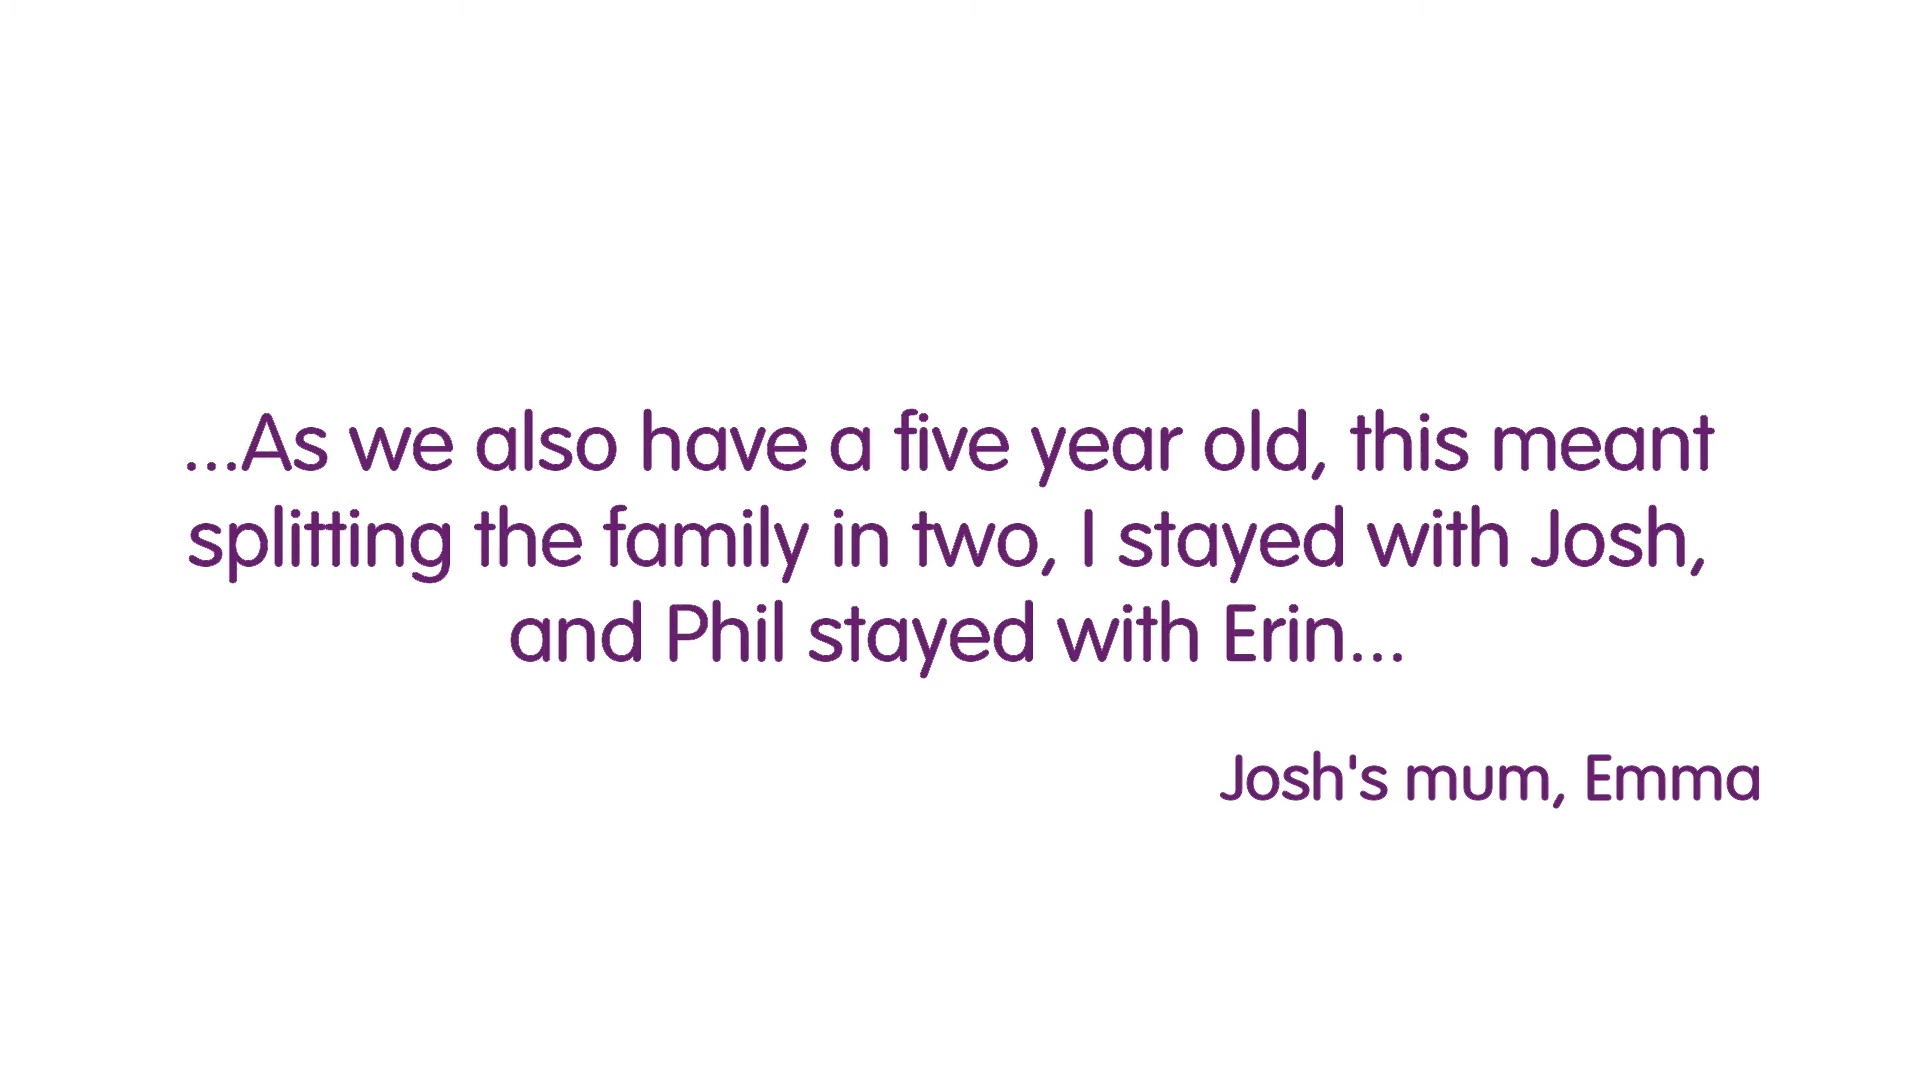 ...As we also have a five year old, this meant
splitting the family in two, I stayed with Josh,
and Phil stayed with Erin...
Josh's mum, Emma